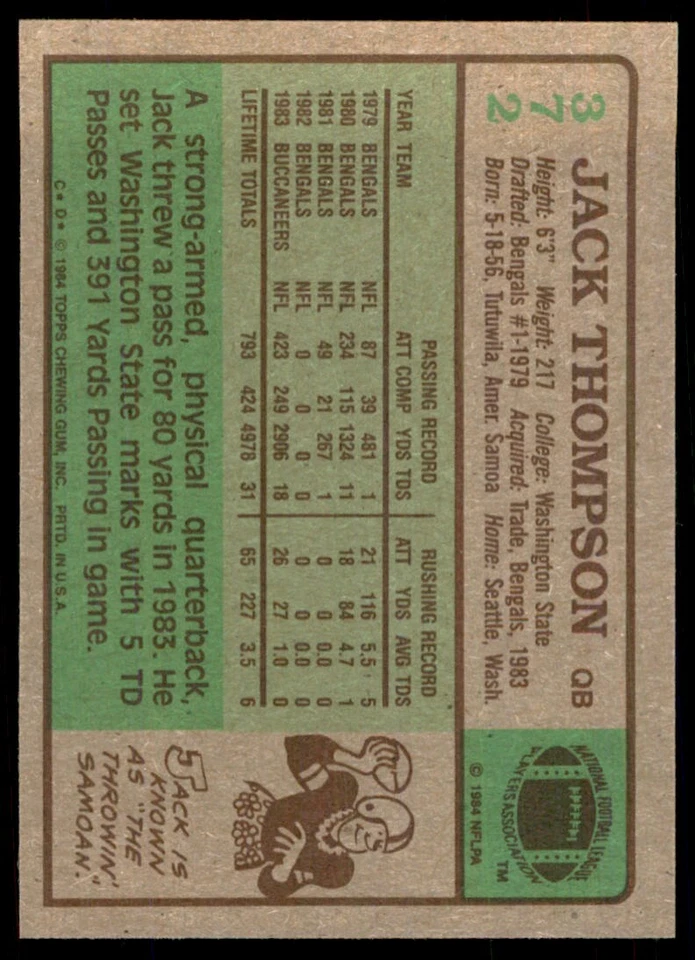 372
JACK THOMPSON QB
Height: 6'3" Weight: 217 College: Washington State
Drafted: Bengals #1-1979 Acquired: Trade, Bengals, 1983
Born: 5-18-56, Tutuwila, Amer. Samoa Home: Seattle, Wash.
NATIONAL FOOTBALL LEAGUE
PLAYERS ASSOCIATION
TM
© 1984 NFLPA
PASSING RECORD RUSHING RECORD
YEAR TEAM ATT COMP YDS TDS ATT YDS AVG TDS
1979 BENGALS NFL 87 39 481 1 21 116 5.5 5
1980 BENGALS NFL 234 115 1324 11 18 84 4.7 1
1981 BENGALS NFL 49 21 267 1 0 0 0.0 0
1982 BENGALS NFL 0 0 0 0 0 0 0.0 0
1983 BUCCANEERS NFL 423 249 2906 18 26 27 1.0 0
LIFETIME TOTALS 793 424 4978 31 65 227 3.5 6
A strong-armed, physical quarterback,
Jack threw a pass for 80 yards in 1983. He
set Washington State marks with 5 TD
Passes and 391 Yards Passing in game.
C * D * © 1984 TOPPS CHEWING GUM, INC. PRTD. IN U.S.A.
JACK IS
KNOWN
AS "THE
THROWIN'
SAMOAN."